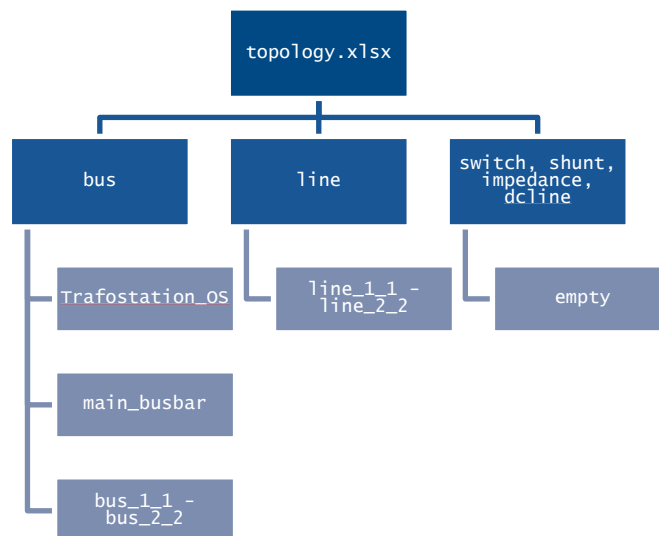 topology.xlsx
bus
line
switch, shunt,
impedance,
dcline
Trafostation_OS
line_1_1 –
line_2_2
empty
main_busbar
bus_1_1 –
bus_2_2